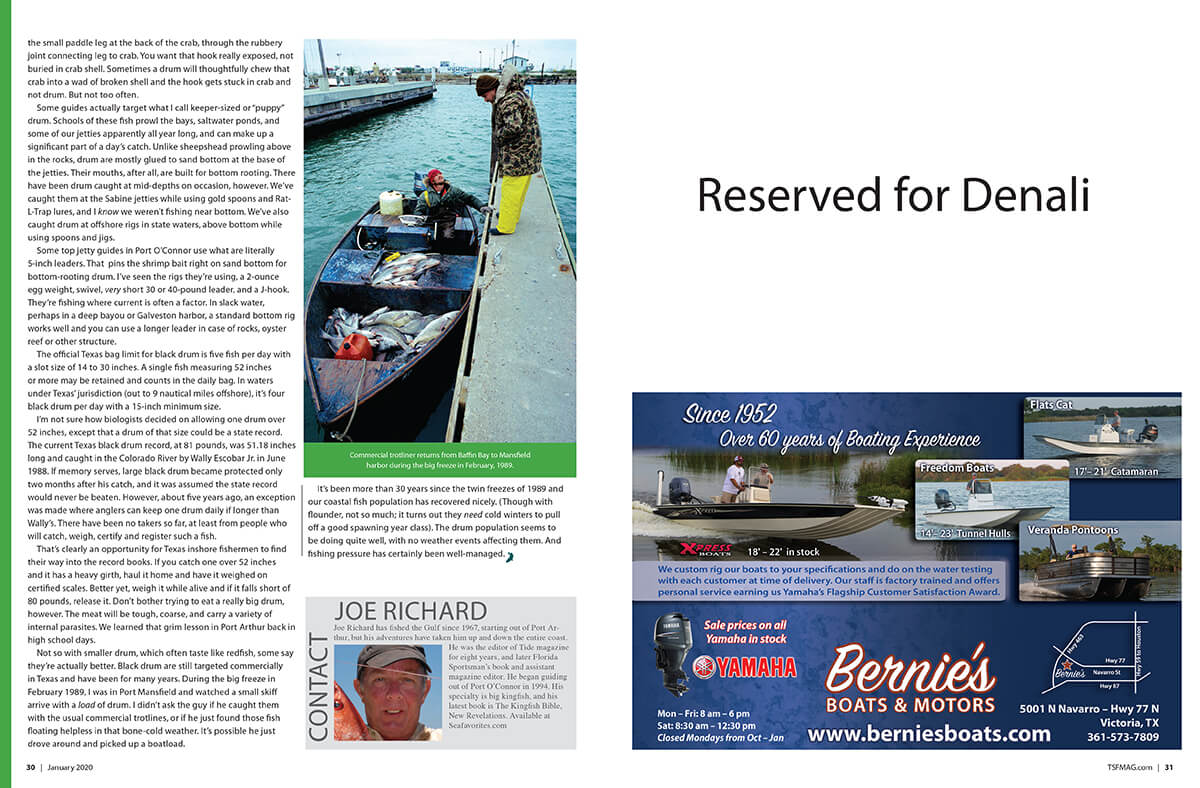 the small paddle leg at the back of the crab, through the rubbery
joint connecting leg to crab. You want that hook really exposed, not
buried in crab shell. Sometimes a drum will thoughtfully chew that
crab into a wad of broken shell and the hook gets stuck in crab and
not drum. But not too often.
Some guides actually target what I call keeper-sized or “puppy”
drum. Schools of these fish prowl the bays, saltwater ponds, and
some of our jetties apparently all year long, and can make up a
significant part of a day’s catch. Unlike sheepshead prowling above
in the rocks, drum are mostly glued to sand bottom at the base of
the jetties. Their mouths, after all, are built for bottom rooting. There
have been drum caught at mid-depths on occasion, however. We’ve
caught them at the Sabine jetties while using gold spoons and Rat-
L-Trap lures, and I know we weren’t fishing near bottom. We’ve also
caught drum at offshore rigs in state waters, above bottom while
using spoons and jigs.
Some top jetty guides in Port O’Connor use what are literally
5-inch leaders. That pins the shrimp bait right on sand bottom for
bottom-rooting drum. I’ve seen the rigs they’re using, a 2-ounce
egg weight, swivel, very short 30 or 40-pound leader, and a J-hook.
They’re fishing where current is often a factor. In slack water,
perhaps in a deep bayou or Galveston harbor, a standard bottom rig
works well and you can use a longer leader in case of rocks, oyster
reef or other structure.
The official Texas bag limit for black drum is five fish per day with
a slot size of 14 to 30 inches. A single fish measuring 52 inches
or more may be retained and counts in the daily bag. In waters
under Texas’ jurisdiction (out to 9 nautical miles offshore), it’s four
black drum per day with a 15-inch minimum size.
I’m not sure how biologists decided on allowing one drum over
52 inches, except that a drum of that size could be a state record.
The current Texas black drum record, at 81 pounds, was 51.18 inches
long and caught in the Colorado River by Wally Escobar Jr. in June
1988. If memory serves, large black drum became protected only
two months after his catch, and it was assumed the state record
would never be beaten. However, about five years ago, an exception
was made where anglers can keep one drum daily if longer than
Wally’s. There have been no takers so far, at least from people who
will catch, weigh, certify and register such a fish.
That’s clearly an opportunity for Texas inshore fishermen to find
their way into the record books. If you catch one over 52 inches
and it has a heavy girth, haul it home and have it weighed on
certified scales. Better yet, weigh it while alive and if it falls short of
80 pounds, release it. Don’t bother trying to eat a really big drum,
however. The meat will be tough, coarse, and carry a variety of
internal parasites. We learned that grim lesson in Port Arthur back in
high school days.
Not so with smaller drum, which often taste like redfish, some say
they’re actually better. Black drum are still targeted commercially
in Texas and have been for many years. During the big freeze in
February 1989, I was in Port Mansfield and watched a small skiff
arrive with a load of drum. I didn’t ask the guy if he caught them
with the usual commercial trotlines, or if he just found those fish
floating helpless in that bone-cold weather. It’s possible he just
drove around and picked up a boatload.
Commercial trotliner returns from Baffin Bay to Mansfield
harbor during the big freeze in February, 1989.
It’s been more than 30 years since the twin freezes of 1989 and
our coastal fish population has recovered nicely. (Though with
flounder, not so much; it turns out they need cold winters to pull
off a good spawning year class). The drum population seems to
be doing quite well, with no weather events affecting them. And
fishing pressure has certainly been well-managed.
CONTACT
JOE RICHARD
Joe Richard has fished the Gulf since 1967, starting out of Port Ar-
thur, but his adventures have taken him up and down the entire coast.
He was the editor of Tide magazine
for eight years, and later Florida
Sportsman’s book and assistant
magazine editor. He began guiding
out of Port O’Connor in 1994. His
specialty is big kingfish, and his
latest book is The Kingfish Bible,
New Revelations. Available at
Seafavorites.com
30 | January 2020
Reserved for Denali
Since 1952
Over 60 years of Boating Experience
Flats Cat
17’ – 21’ Catamaran
Freedom Boats
14’ – 23’ Tunnel Hulls
Veranda Pontoons
XPRESS
BOATS
18’ – 22’ in stock
We custom rig our boats to your specifications and do on the water testing
with each customer at time of delivery. Our staff is factory trained and offers
personal service earning us Yamaha’s Flagship Customer Satisfaction Award.
YAMAHA
Sale prices on all
Yamaha in stock
YAMAHA
Bernie’s
BOATS & MOTORS
Hwy 463
Hwy 77
Navarro St
Hwy 87
Hwy 59 to Houston
Bernie’s
Mon – Fri: 8 am – 6 pm
Sat: 8:30 am – 12:30 pm
Closed Mondays from Oct – Jan
www.berniesboats.com
5001 N Navarro – Hwy 77 N
Victoria, TX
361-573-7809
TSFMAG.com | 31